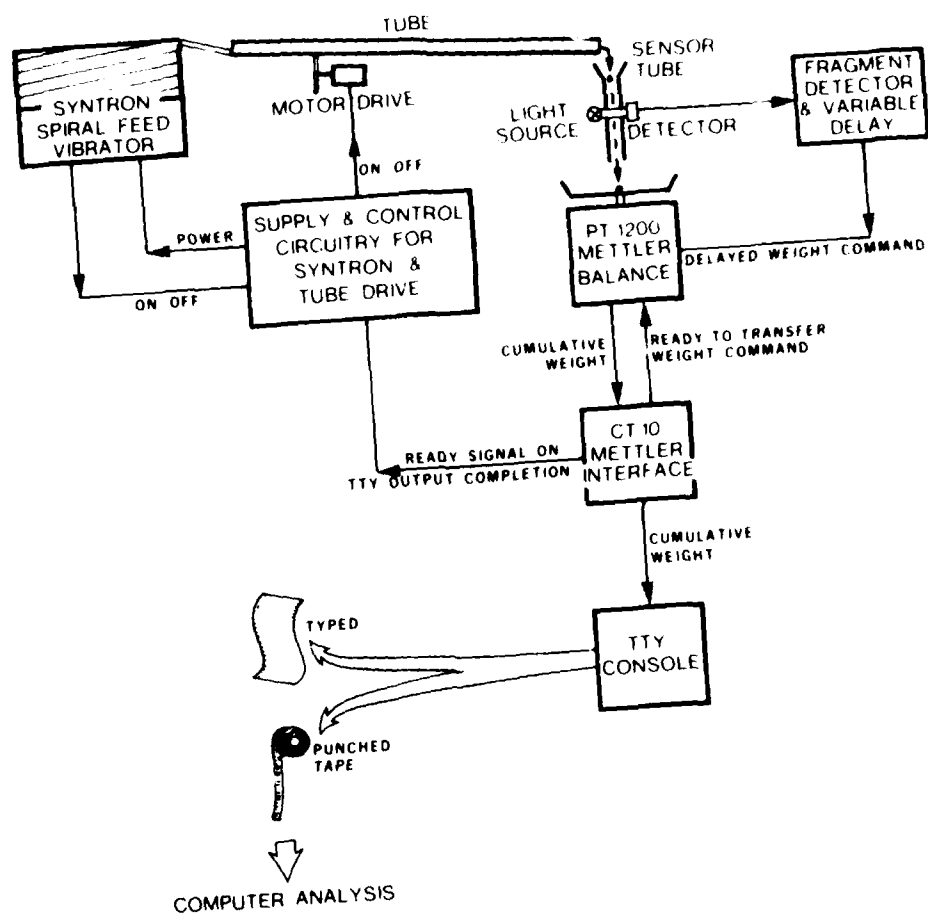 TUBE
SENSOR
TUBE
SYNTRON
SPIRAL FEED
VIBRATOR
MOTOR DRIVE
LIGHT
SOURCE
DETECTOR
FRAGMENT
DETECTOR
& VARIABLE
DELAY
ON OFF
POWER
ON OFF
SUPPLY & CONTROL
CIRCUITRY FOR
SYNTRON &
TUBE DRIVE
PT 1200
METTLER
BALANCE
DELAYED WEIGHT COMMAND
CUMULATIVE
WEIGHT
READY TO TRANSFER
WEIGHT COMMAND
READY SIGNAL ON
TTY OUTPUT COMPLETION
CT 10
METTLER
INTERFACE
CUMULATIVE
WEIGHT
TYPED
TTY
CONSOLE
PUNCHED
TAPE
COMPUTER ANALYSIS